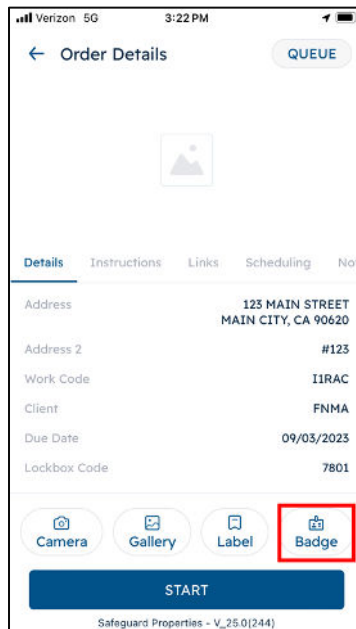 Verizon 5G 3:22 PM
Order Details QUEUE
Details Instructions Links Scheduling No
Address 123 MAIN STREET
MAIN CITY, CA 90620
Address 2 #123
Work Code I1RAC
Client FNMA
Due Date 09/03/2023
Lockbox Code 7801
Camera Gallery Label Badge
START
Safeguard Properties - V_25.0(244)